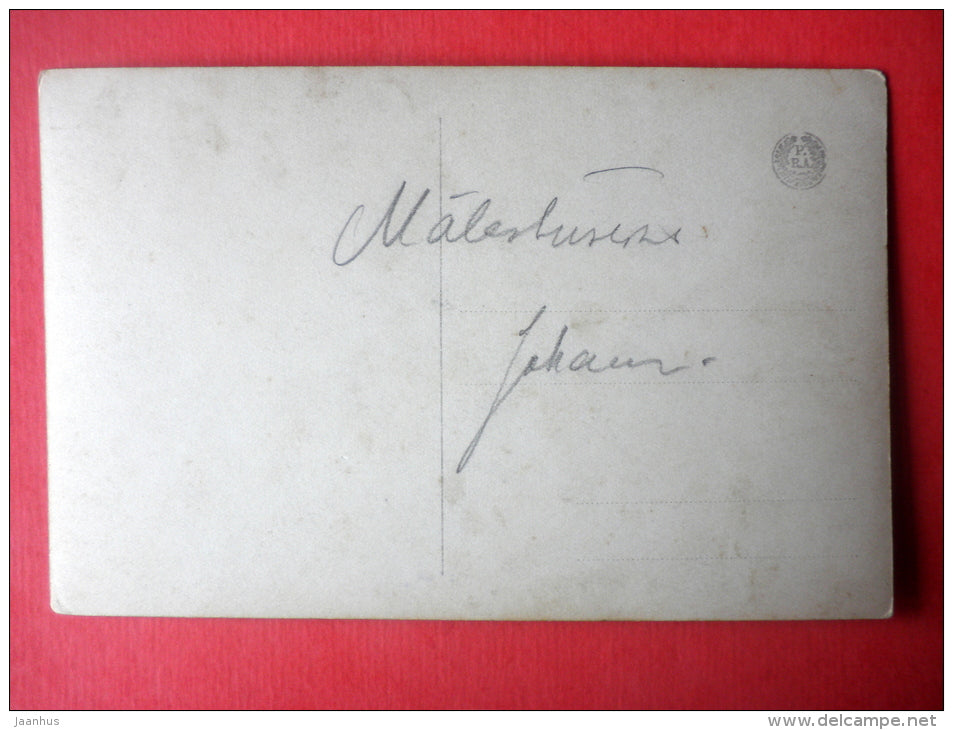 P.
R.A
Mälestuseks
Johann.
jaanhus
www.delcampe.net